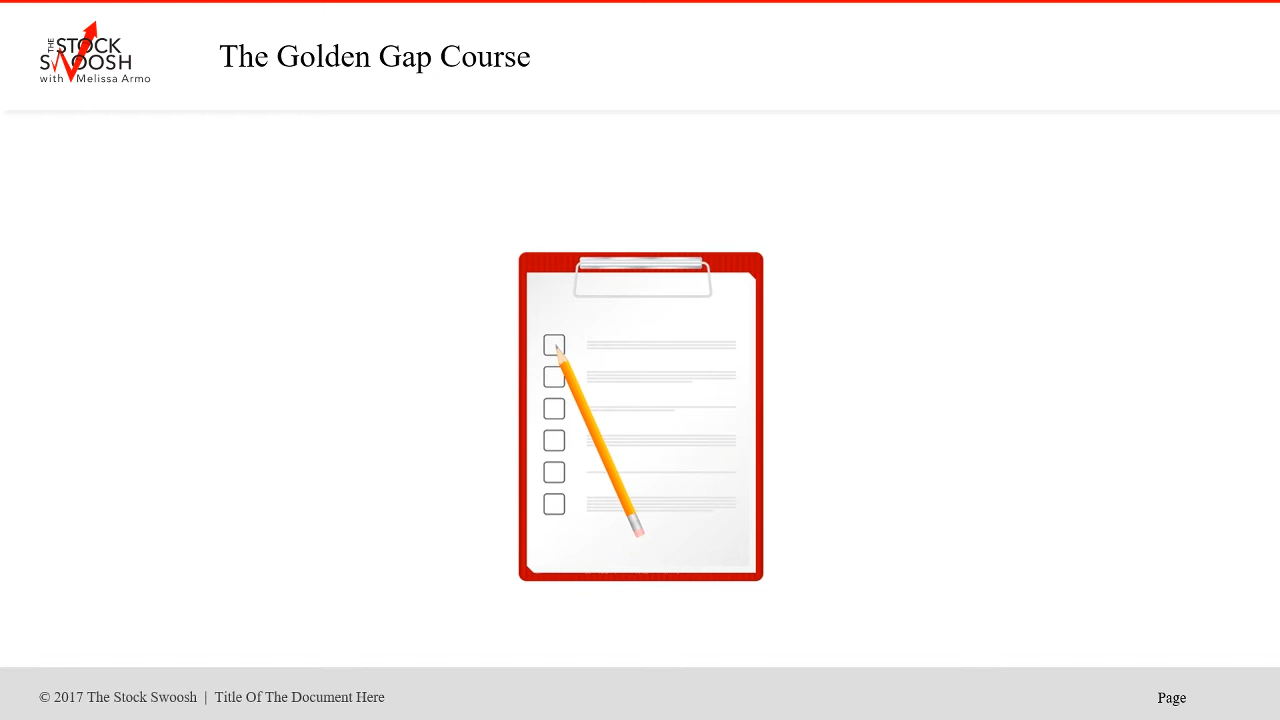 THE STOCK
SWOOSH
with Melissa Armo
The Golden Gap Course
© 2017 The Stock Swoosh | Title Of The Document Here
Page